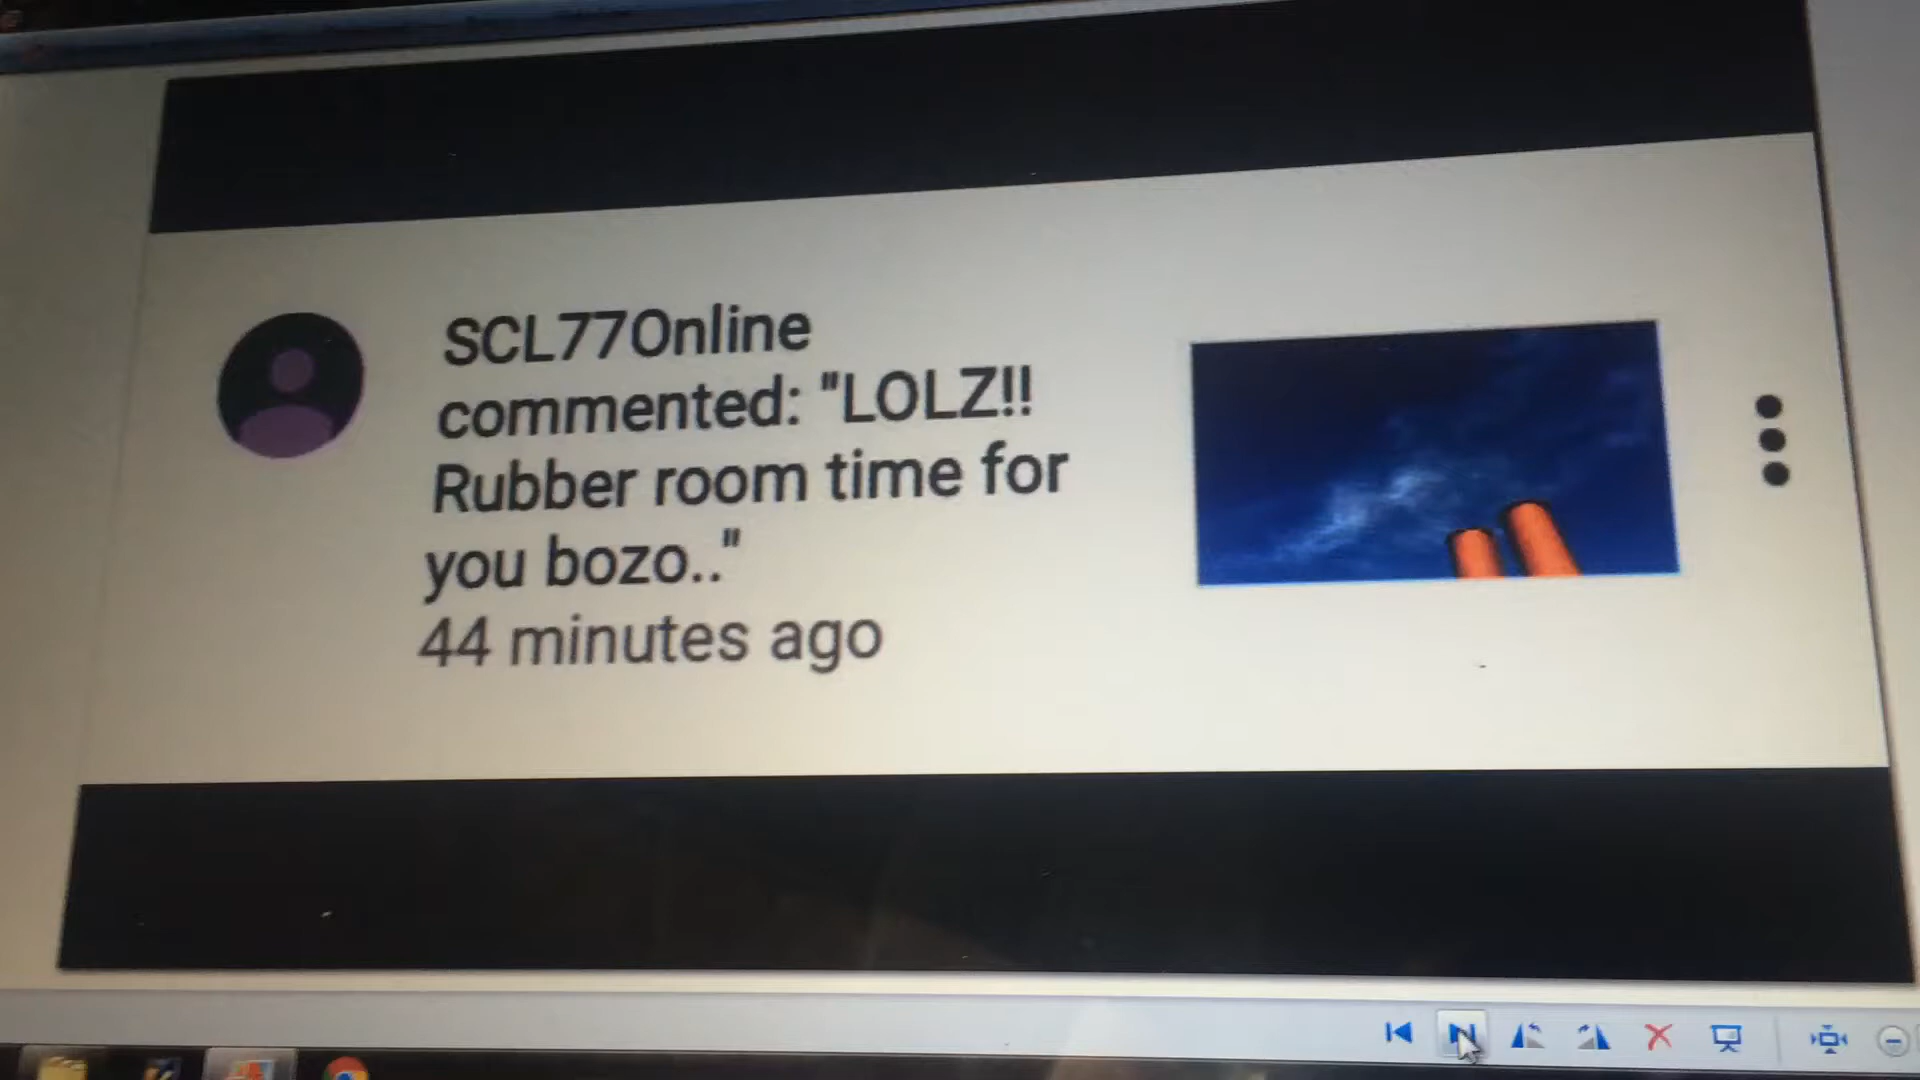 SCL77Online
commented: "LOLZ!!
Rubber room time for
you bozo.."
44 minutes ago